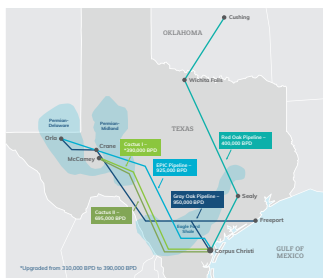 Cushing
OKLAHOMA
Wichita Falls
Permian-
Delaware
Permian-
Midland
TEXAS
Orla
Crane
McCamey
Cactus I –
*390,000 BPD
Red Oak Pipeline –
400,000 BPD
EPIC Pipeline –
925,000 BPD
Gray Oak Pipeline –
950,000 BPD
Cactus II –
685,000 BPD
Sealy
Freeport
Eagle Ford
Shale
Corpus Christi
GULF OF
MEXICO
*Upgraded from 310,000 BPD to 390,000 BPD